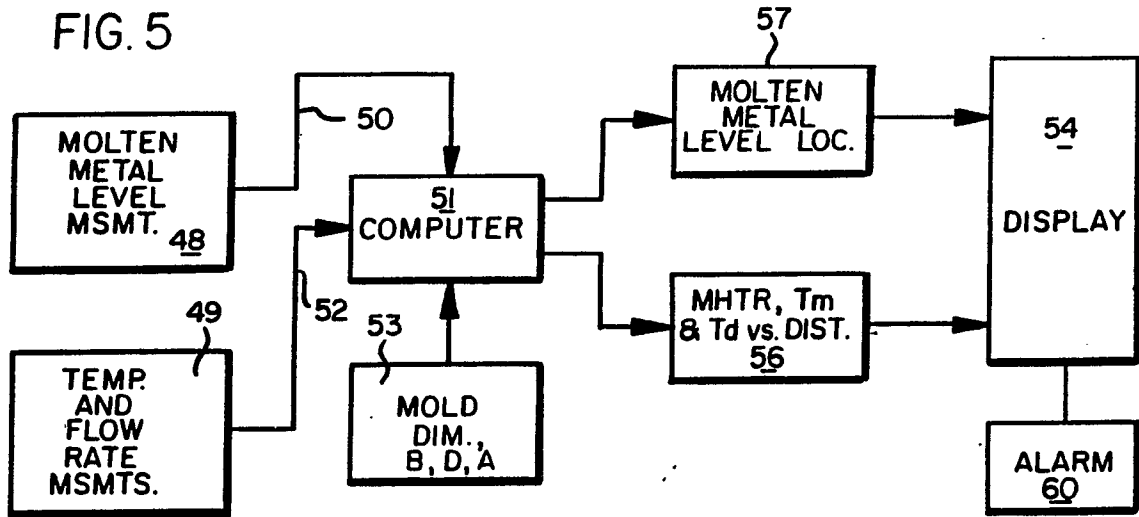 FIG. 5
MOLTEN
METAL
LEVEL
MSMT.
48
50
51
COMPUTER
57
MOLTEN
METAL
LEVEL LOC.
54
DISPLAY
49
TEMP.
AND
FLOW
RATE
MSMTS.
52
53
MOLD
DIM.,
B, D, A
MHTR, Tm
& Td vs. DIST.
56
ALARM
60